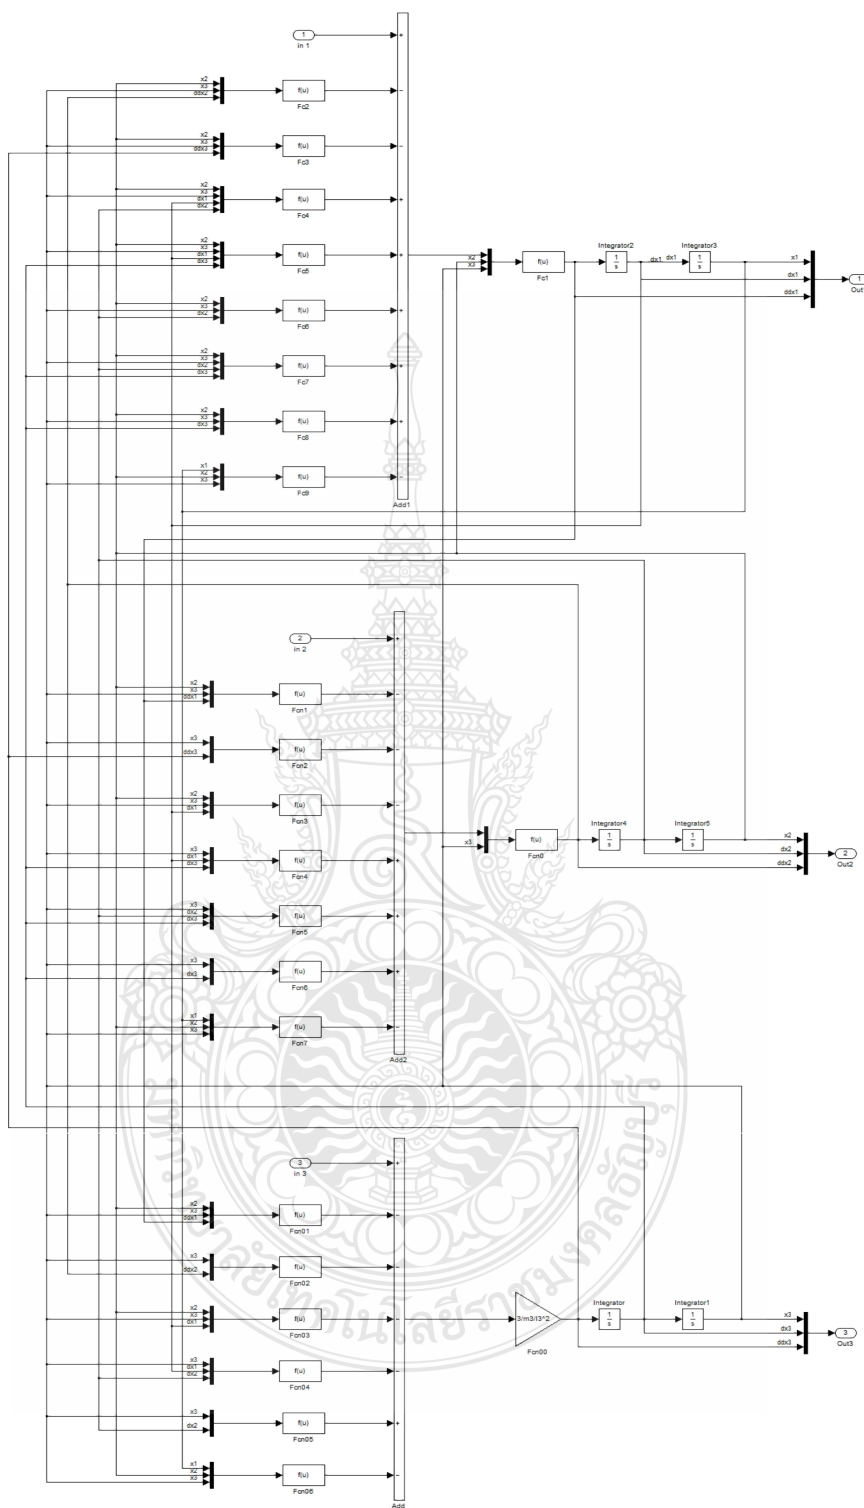 1
in 1
+
x2
x3
ddx2
f(u)
Fc2
−
x2
x3
ddx3
f(u)
Fc3
−
x2
x3
dx1
dx2
f(u)
Fc4
+
x2
x3
dx1
dx3
f(u)
Fc5
+
x2
x3
dx2
f(u)
Fc6
+
x2
x3
dx2
dx3
f(u)
Fc7
+
x2
x3
dx3
f(u)
Fc8
+
x1
x2
x3
f(u)
Fc9
−
Add1
x2
x3
f(u)
Fc1
Integrator2
1
s
dx1
dx1
Integrator3
1
s
x1
dx1
ddx1
1
2
in 2
+
x2
x3
ddx1
f(u)
Fcn1
−
x3
ddx3
f(u)
Fcn2
−
x2
x3
dx1
f(u)
Fcn3
−
x3
dx1
dx3
f(u)
Fcn4
+
x3
dx2
dx3
f(u)
Fcn5
+
x3
dx3
f(u)
Fcn6
+
x1
x2
x3
f(u)
Fcn7
−
Add2
x3
f(u)
Fcn0
Integrator4
1
s
Integrator5
1
s
x2
dx2
ddx2
2
Out2
3
in 3
+
x2
x3
ddx1
f(u)
Fcn01
−
x3
ddx2
f(u)
Fcn02
−
x2
x3
dx1
f(u)
Fcn03
−
x3
dx1
dx2
f(u)
Fcn04
−
x3
dx2
f(u)
Fcn05
+
x1
x2
x3
f(u)
Fcn06
−
Add
3/m3/l3^2
Fcn00
Integrator
1
s
Integrator1
1
s
x3
dx3
ddx3
3
Out3